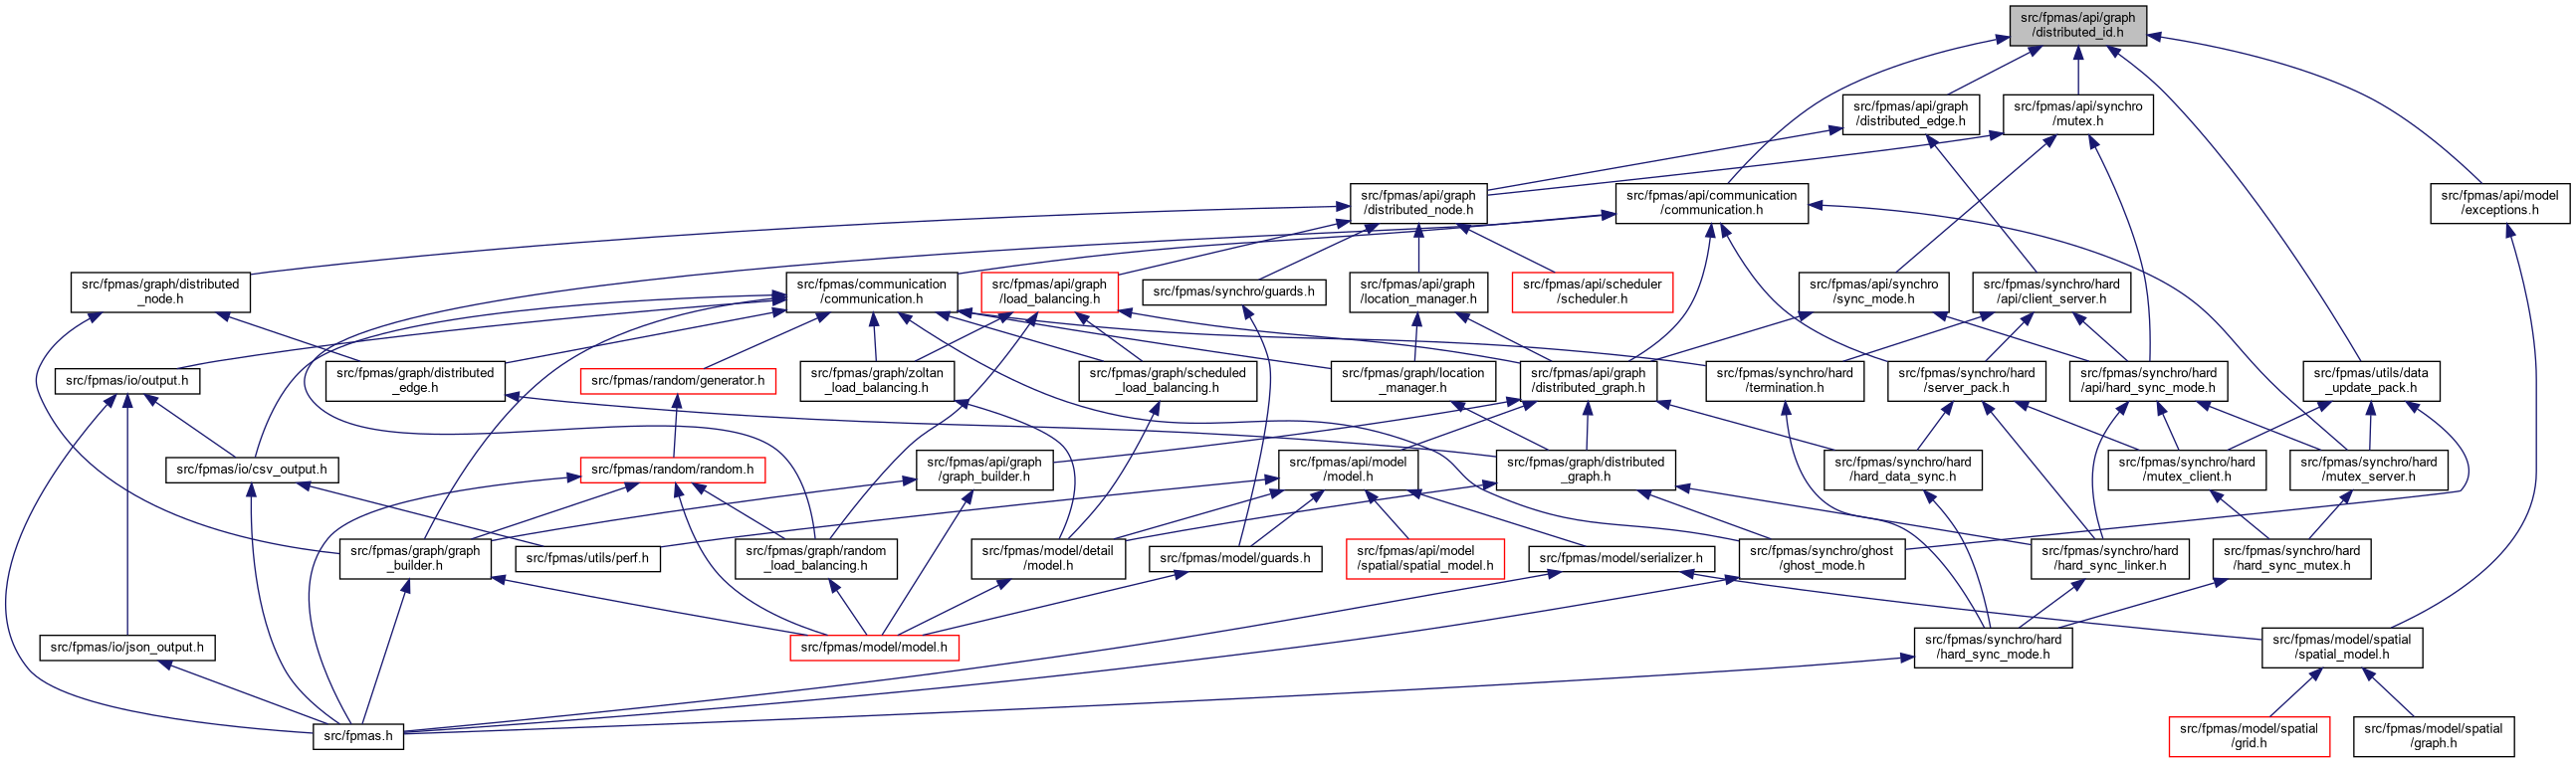 src/fpmas/api/graph
/distributed_id.h
src/fpmas/api/graph
/distributed_edge.h
src/fpmas/api/synchro
/mutex.h
src/fpmas/api/graph
/distributed_node.h
src/fpmas/api/communication
/communication.h
src/fpmas/api/model
/exceptions.h
src/fpmas/graph/distributed
_node.h
src/fpmas/communication
/communication.h
src/fpmas/api/graph
/load_balancing.h
src/fpmas/synchro/guards.h
src/fpmas/api/graph
/location_manager.h
src/fpmas/api/scheduler
/scheduler.h
src/fpmas/api/synchro
/sync_mode.h
src/fpmas/synchro/hard
/api/client_server.h
src/fpmas/io/output.h
src/fpmas/graph/distributed
_edge.h
src/fpmas/random/generator.h
src/fpmas/graph/zoltan
_load_balancing.h
src/fpmas/graph/scheduled
_load_balancing.h
src/fpmas/graph/location
_manager.h
src/fpmas/api/graph
/distributed_graph.h
src/fpmas/synchro/hard
/termination.h
src/fpmas/synchro/hard
/server_pack.h
src/fpmas/synchro/hard
/api/hard_sync_mode.h
src/fpmas/utils/data
_update_pack.h
src/fpmas/io/csv_output.h
src/fpmas/random/random.h
src/fpmas/api/graph
/graph_builder.h
src/fpmas/api/model
/model.h
src/fpmas/graph/distributed
_graph.h
src/fpmas/synchro/hard
/hard_data_sync.h
src/fpmas/synchro/hard
/mutex_client.h
src/fpmas/synchro/hard
/mutex_server.h
src/fpmas/graph/graph
_builder.h
src/fpmas/utils/perf.h
src/fpmas/graph/random
_load_balancing.h
src/fpmas/model/detail
/model.h
src/fpmas/model/guards.h
src/fpmas/api/model
/spatial/spatial_model.h
src/fpmas/model/serializer.h
src/fpmas/synchro/ghost
/ghost_mode.h
src/fpmas/synchro/hard
/hard_sync_linker.h
src/fpmas/synchro/hard
/hard_sync_mutex.h
src/fpmas/io/json_output.h
src/fpmas/model/model.h
src/fpmas/synchro/hard
/hard_sync_mode.h
src/fpmas/model/spatial
/spatial_model.h
src/fpmas.h
src/fpmas/model/spatial
/grid.h
src/fpmas/model/spatial
/graph.h